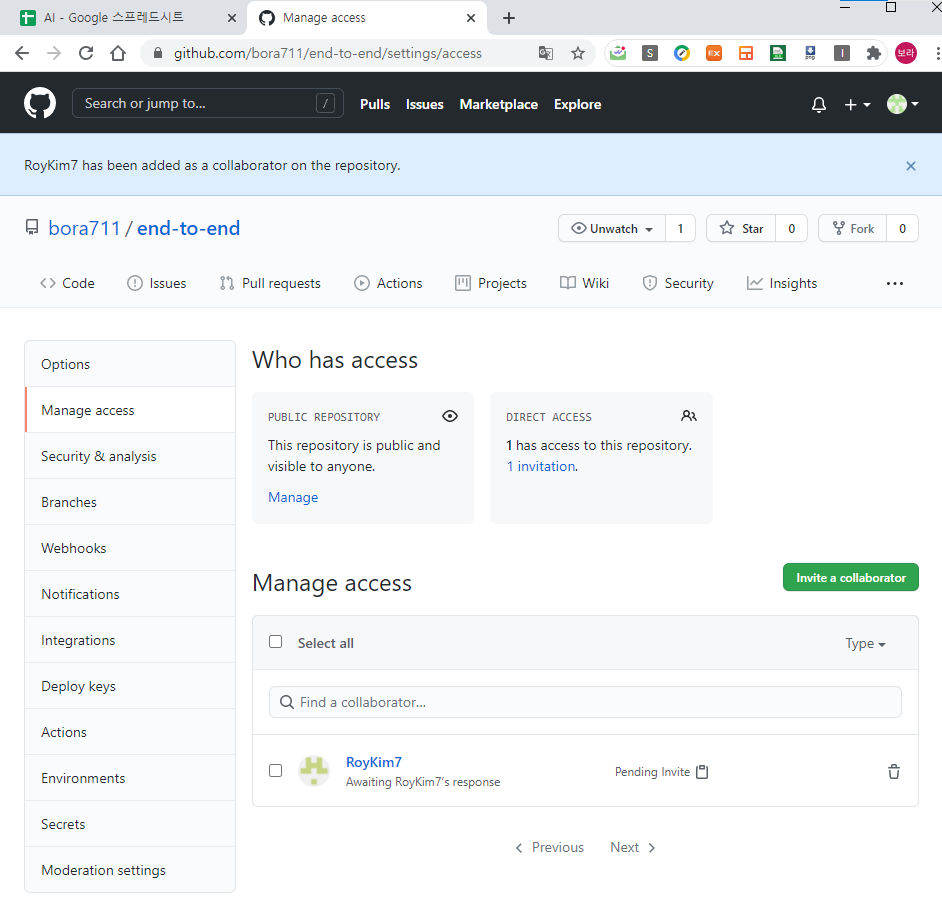 AI - Google 스프레드시트
Manage access
github.com/bora711/end-to-end/settings/access
보라
Search or jump to... /
Pulls Issues Marketplace Explore
RoyKim7 has been added as a collaborator on the repository.
bora711 / end-to-end
Unwatch 1 Star 0 Fork 0
Code Issues Pull requests Actions Projects Wiki Security Insights
Options
Manage access
Security & analysis
Branches
Webhooks
Notifications
Integrations
Deploy keys
Actions
Environments
Secrets
Moderation settings
Who has access
PUBLIC REPOSITORY
This repository is public and
visible to anyone.
Manage
DIRECT ACCESS
1 has access to this repository.
1 invitation.
Manage access
Invite a collaborator
Select all Type
Find a collaborator...
RoyKim7
Awaiting RoyKim7's response
Pending Invite
Previous Next